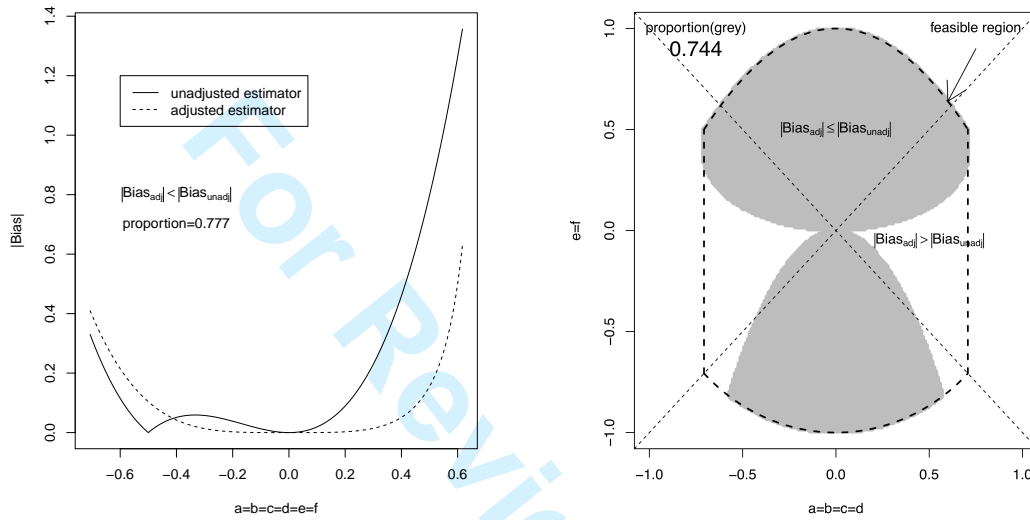 1.4
1.2
1.0
0.8
0.6
0.4
0.2
0.0
|Bias|
unadjusted estimator
adjusted estimator
|Bias_adj| < |Bias_unadj|
proportion=0.777
−0.6 −0.4 −0.2 0.0 0.2 0.4 0.6
a=b=c=d=e=f
For Revie
proportion(grey)
0.744
feasible region
|Bias_adj| ≤ |Bias_unadj|
|Bias_adj| > |Bias_unadj|
1.0
0.5
0.0
−0.5
−1.0
e=f
−1.0 −0.5 0.0 0.5 1.0
a=b=c=d